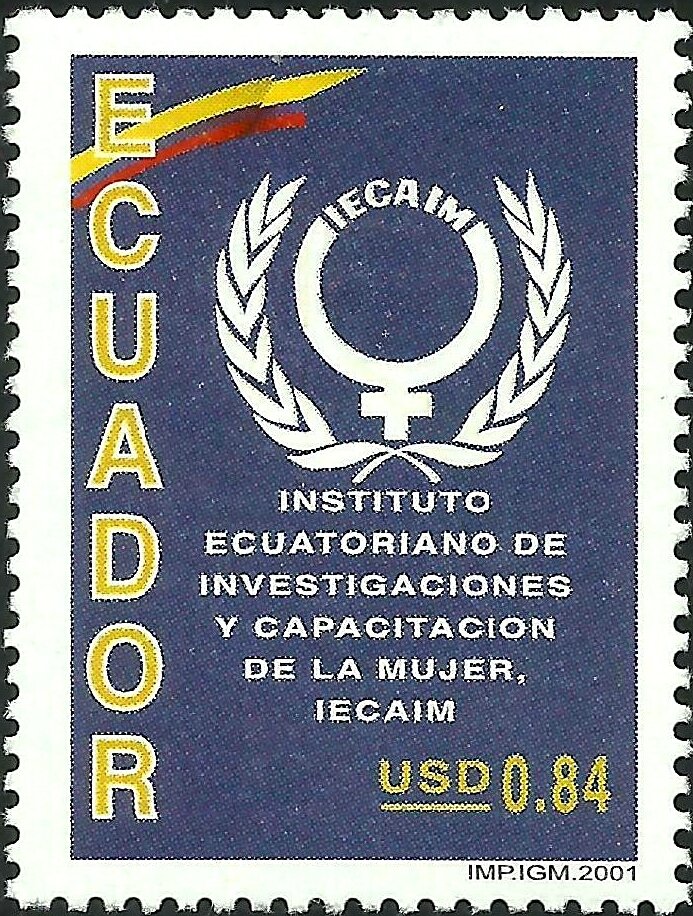 ECUADOR
IECAIM
INSTITUTO
ECUATORIANO DE
INVESTIGACIONES
Y CAPACITACION
DE LA MUJER,
IECAIM
USD 0.84
IMP.IGM.2001